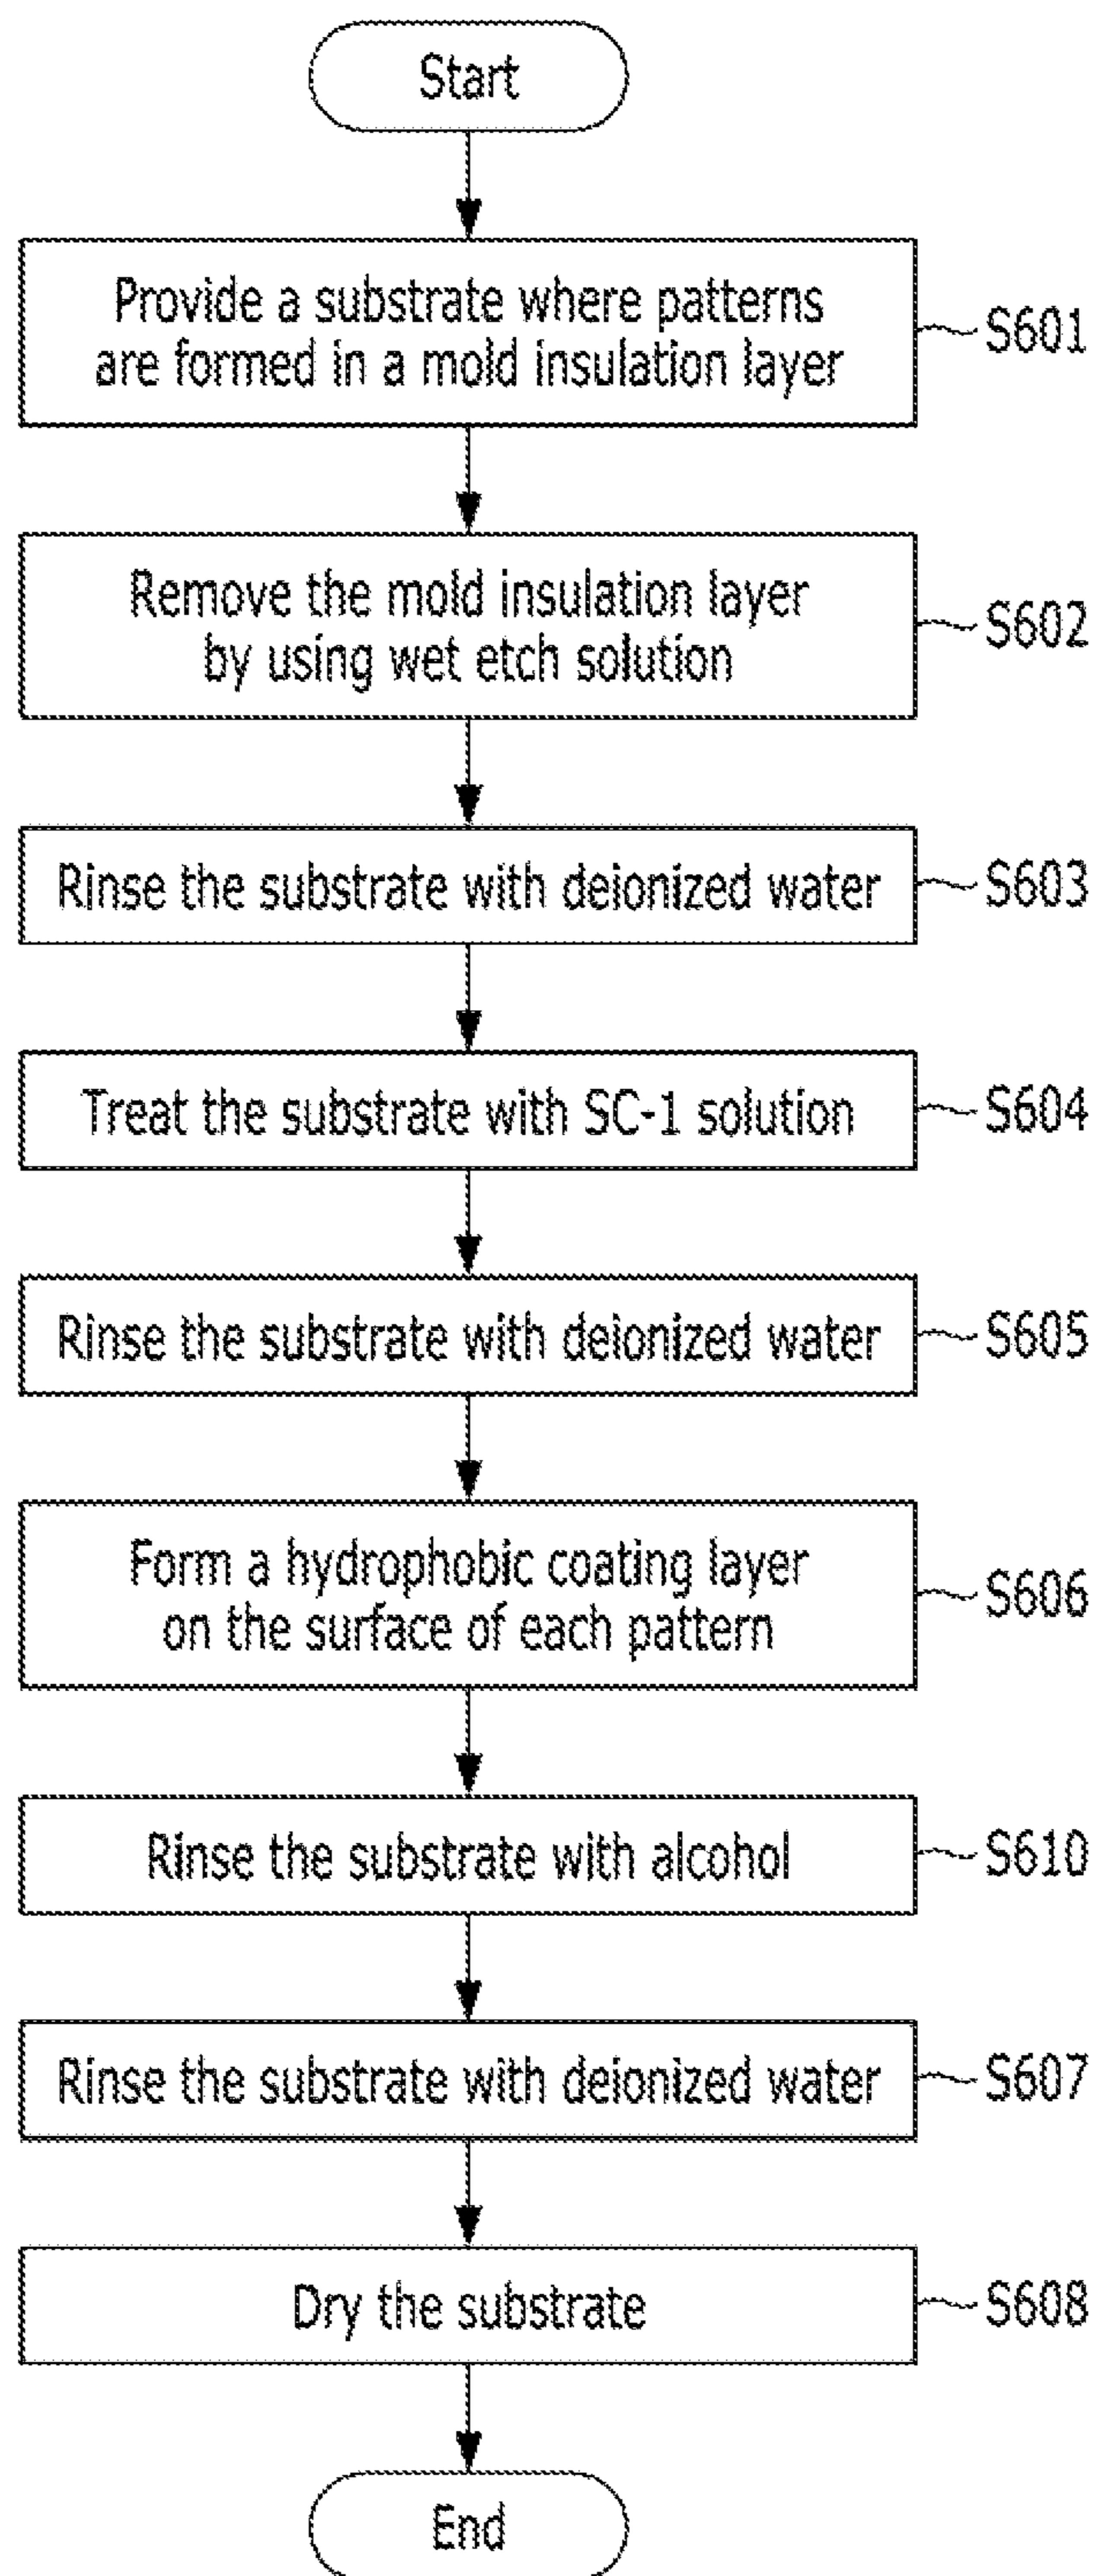 Start
Provide a substrate where patterns
are formed in a mold insulation layer
S601
Remove the mold insulation layer
by using wet etch solution
S602
Rinse the substrate with deionized water
S603
Treat the substrate with SC-1 solution
S604
Rinse the substrate with deionized water
S605
Form a hydrophobic coating layer
on the surface of each pattern
S606
Rinse the substrate with alcohol
S610
Rinse the substrate with deionized water
S607
Dry the substrate
S608
End